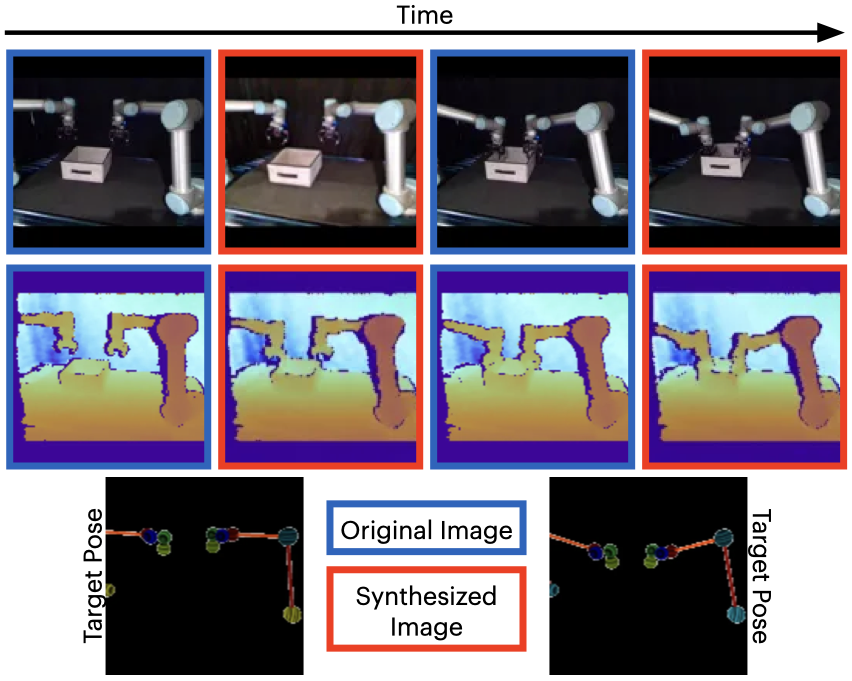 Time
Target Pose
Original Image
Synthesized
Image
Target Pose